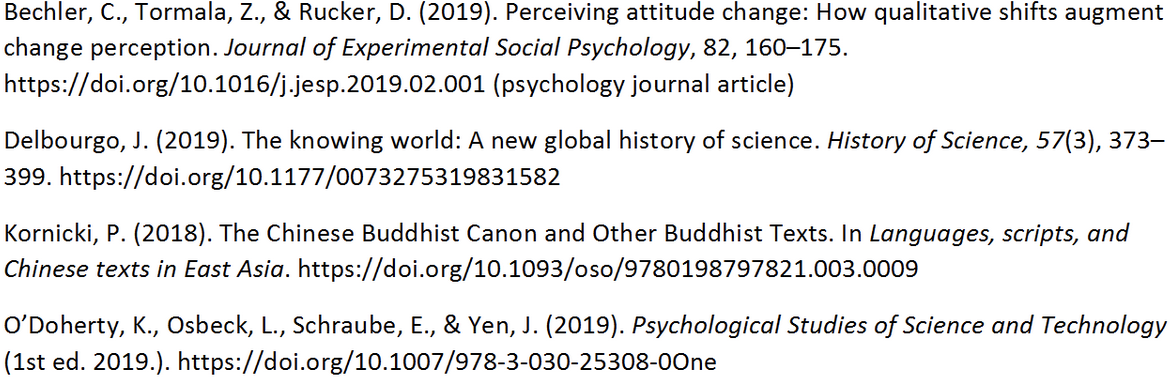 Bechler, C., Tormala, Z., & Rucker, D. (2019). Perceiving attitude change: How qualitative shifts augment
change perception. Journal of Experimental Social Psychology, 82, 160–175.
https://doi.org/10.1016/j.jesp.2019.02.001 (psychology journal article)
Delbourgo, J. (2019). The knowing world: A new global history of science. History of Science, 57(3), 373–
399. https://doi.org/10.1177/0073275319831582
Kornicki, P. (2018). The Chinese Buddhist Canon and Other Buddhist Texts. In Languages, scripts, and
Chinese texts in East Asia. https://doi.org/10.1093/oso/9780198797821.003.0009
O’Doherty, K., Osbeck, L., Schraube, E., & Yen, J. (2019). Psychological Studies of Science and Technology
(1st ed. 2019.). https://doi.org/10.1007/978-3-030-25308-0One